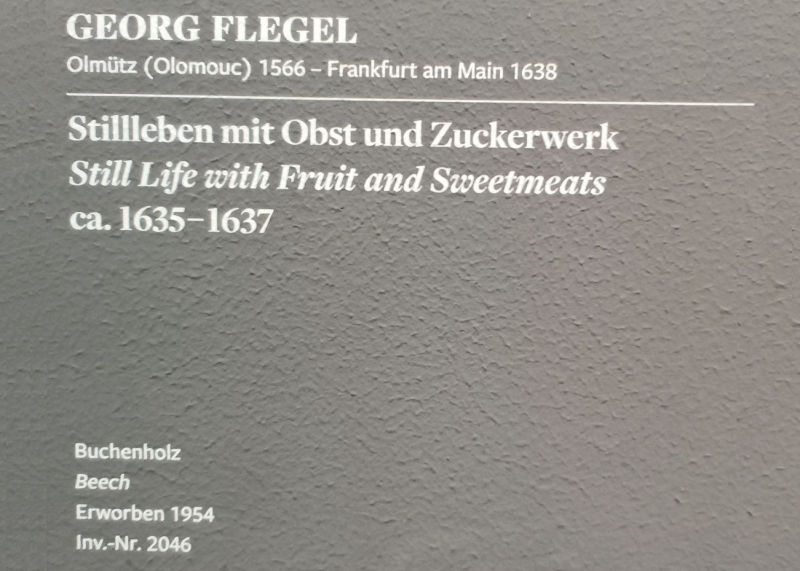 GEORG FLEGEL
Olmütz (Olomouc) 1566 – Frankfurt am Main 1638
Stillleben mit Obst und Zuckerwerk
Still Life with Fruit and Sweetmeats
ca. 1635–1637
Buchenholz
Beech
Erworben 1954
Inv.-Nr. 2046